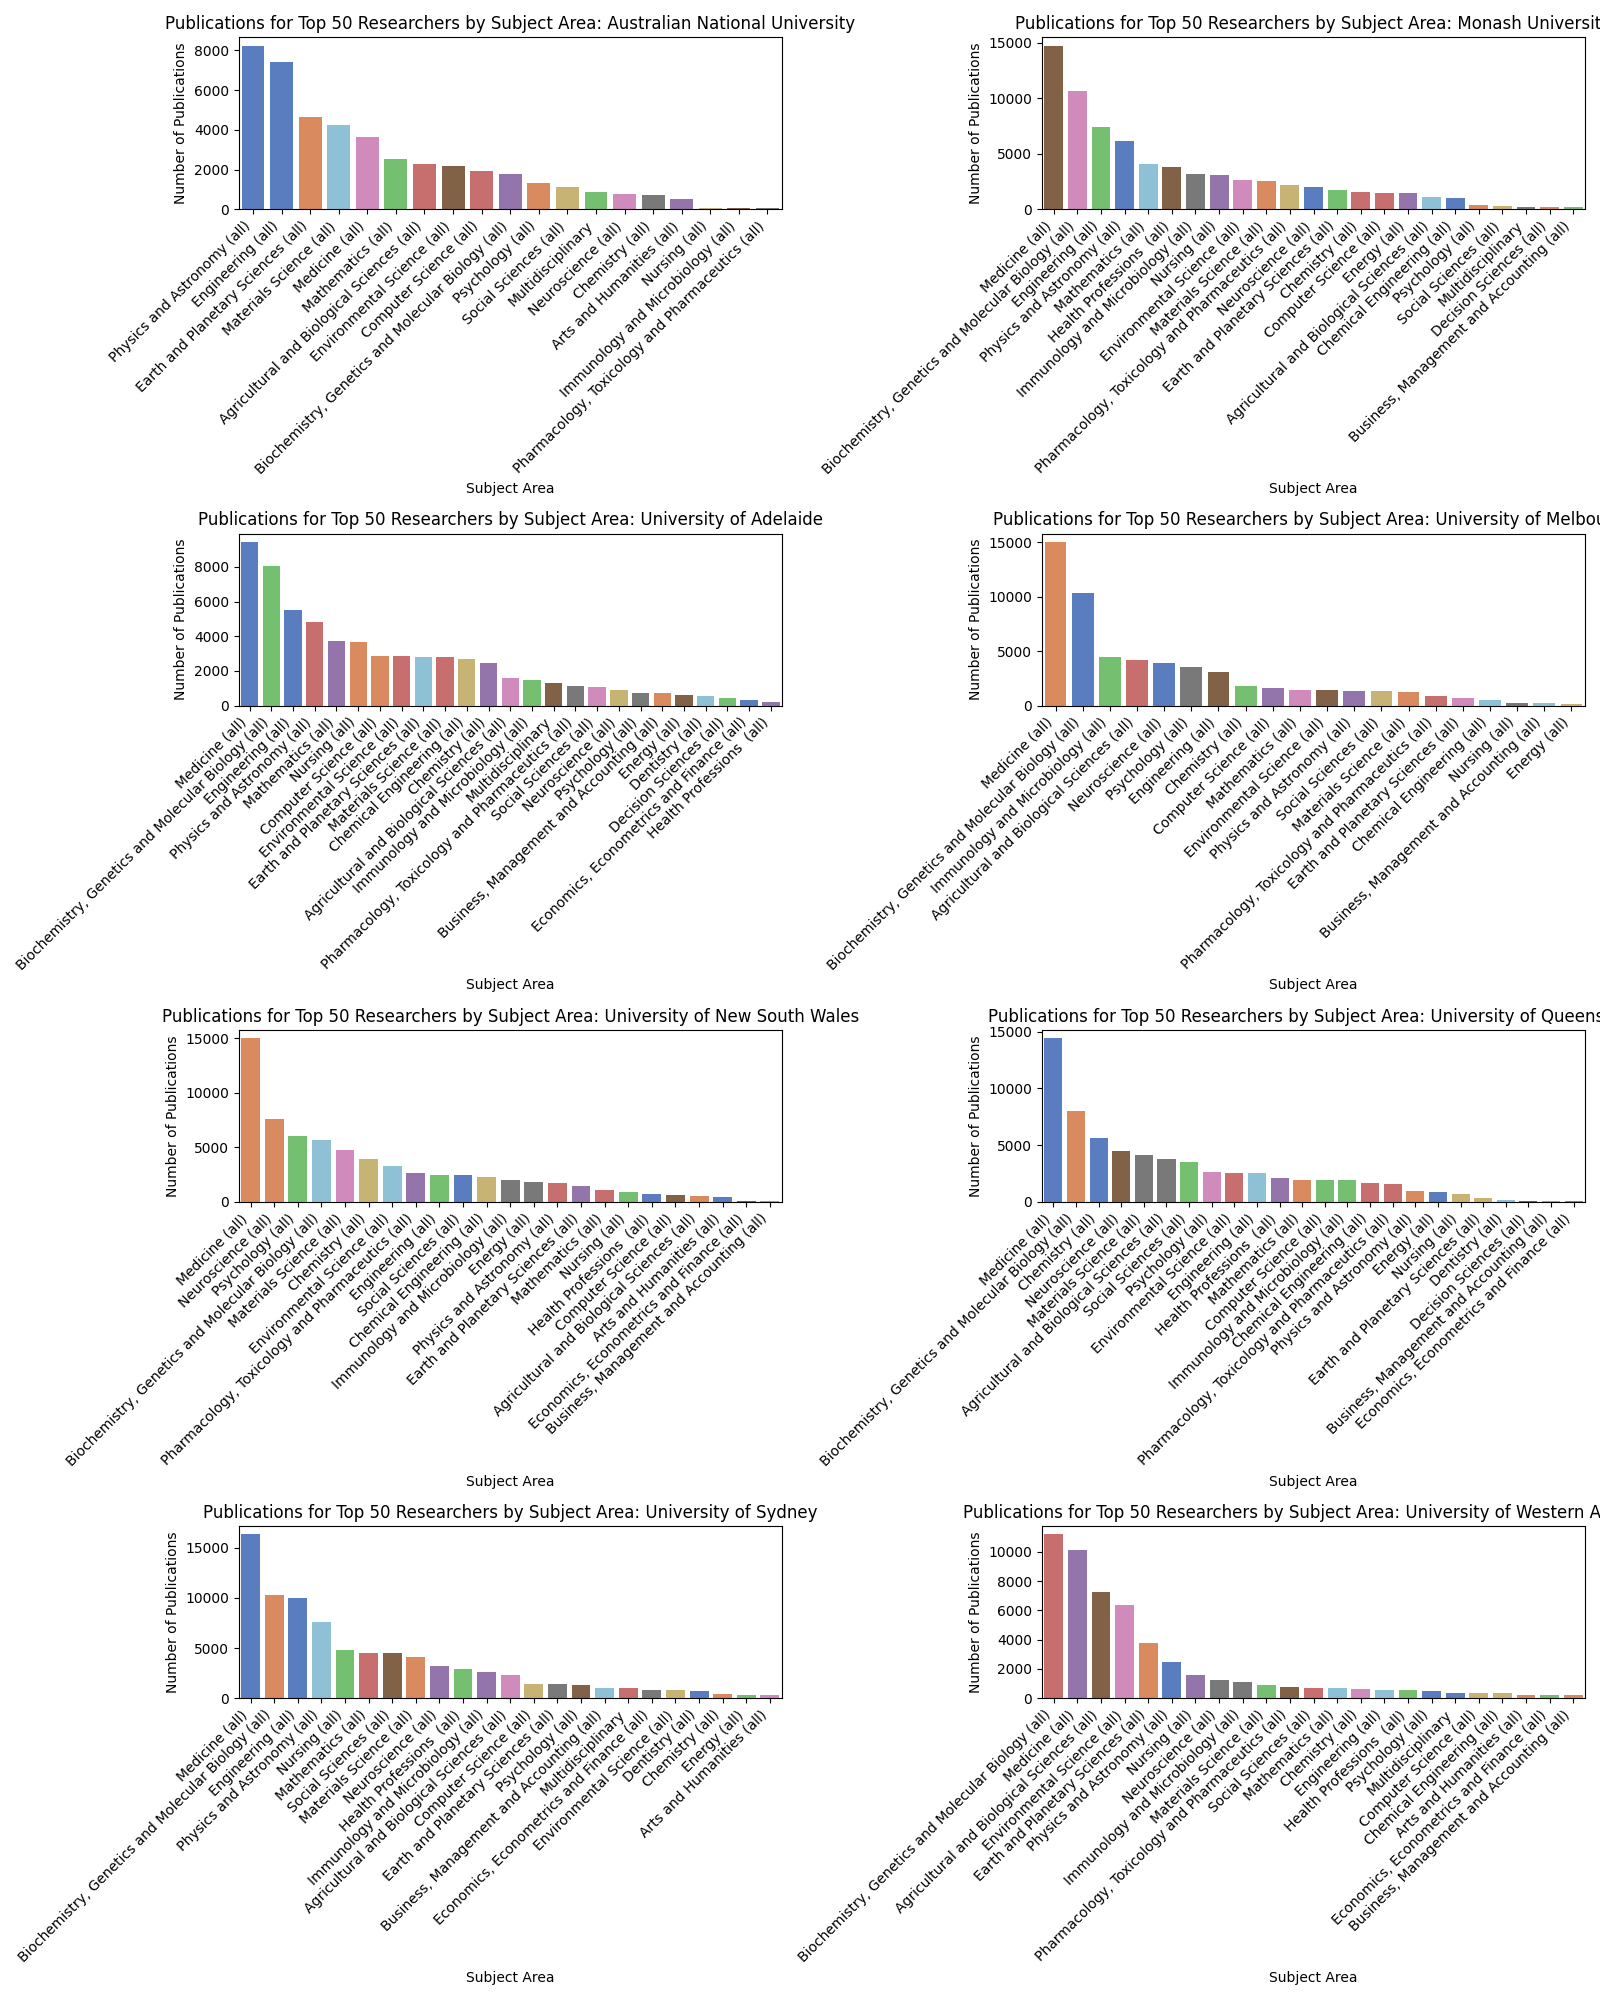 Publications for Top 50 Researchers by Subject Area: Australian National University
Number of Publications
8000
6000
4000
2000
0
Physics and Astronomy (all)
Engineering (all)
Earth and Planetary Sciences (all)
Materials Science (all)
Medicine (all)
Mathematics (all)
Agricultural and Biological Sciences (all)
Environmental Science (all)
Computer Science (all)
Biochemistry, Genetics and Molecular Biology (all)
Psychology (all)
Social Sciences (all)
Multidisciplinary
Neuroscience (all)
Chemistry (all)
Arts and Humanities (all)
Nursing (all)
Immunology and Microbiology (all)
Pharmacology, Toxicology and Pharmaceutics (all)
Subject Area
Publications for Top 50 Researchers by Subject Area: Monash Universit
Number of Publications
15000
10000
5000
0
Medicine (all)
Biochemistry, Genetics and Molecular Biology (all)
Engineering (all)
Physics and Astronomy (all)
Mathematics (all)
Health Professions (all)
Immunology and Microbiology (all)
Nursing (all)
Environmental Science (all)
Materials Science (all)
Pharmacology, Toxicology and Pharmaceutics (all)
Neuroscience (all)
Earth and Planetary Sciences (all)
Chemistry (all)
Computer Science (all)
Energy (all)
Agricultural and Biological Sciences (all)
Chemical Engineering (all)
Psychology (all)
Social Sciences (all)
Multidisciplinary
Decision Sciences (all)
Business, Management and Accounting (all)
Subject Area
Publications for Top 50 Researchers by Subject Area: University of Adelaide
Number of Publications
8000
6000
4000
2000
0
Medicine (all)
Biochemistry, Genetics and Molecular Biology (all)
Engineering (all)
Physics and Astronomy (all)
Mathematics (all)
Nursing (all)
Computer Science (all)
Environmental Science (all)
Earth and Planetary Sciences (all)
Materials Science (all)
Chemical Engineering (all)
Chemistry (all)
Agricultural and Biological Sciences (all)
Immunology and Microbiology (all)
Multidisciplinary
Pharmacology, Toxicology and Pharmaceutics (all)
Social Sciences (all)
Neuroscience (all)
Psychology (all)
Business, Management and Accounting (all)
Energy (all)
Dentistry (all)
Decision Sciences (all)
Economics, Econometrics and Finance (all)
Health Professions (all)
Subject Area
Publications for Top 50 Researchers by Subject Area: University of Melbou
Number of Publications
15000
10000
5000
0
Medicine (all)
Biochemistry, Genetics and Molecular Biology (all)
Immunology and Microbiology (all)
Agricultural and Biological Sciences (all)
Neuroscience (all)
Psychology (all)
Engineering (all)
Chemistry (all)
Computer Science (all)
Mathematics (all)
Environmental Science (all)
Physics and Astronomy (all)
Social Sciences (all)
Materials Science (all)
Pharmacology, Toxicology and Pharmaceutics (all)
Earth and Planetary Sciences (all)
Chemical Engineering (all)
Nursing (all)
Business, Management and Accounting (all)
Energy (all)
Subject Area
Publications for Top 50 Researchers by Subject Area: University of New South Wales
Number of Publications
15000
10000
5000
0
Medicine (all)
Neuroscience (all)
Psychology (all)
Biochemistry, Genetics and Molecular Biology (all)
Materials Science (all)
Chemistry (all)
Environmental Science (all)
Pharmacology, Toxicology and Pharmaceutics (all)
Engineering (all)
Social Sciences (all)
Chemical Engineering (all)
Immunology and Microbiology (all)
Energy (all)
Physics and Astronomy (all)
Earth and Planetary Sciences (all)
Mathematics (all)
Nursing (all)
Health Professions (all)
Computer Science (all)
Agricultural and Biological Sciences (all)
Arts and Humanities (all)
Economics, Econometrics and Finance (all)
Business, Management and Accounting (all)
Subject Area
Publications for Top 50 Researchers by Subject Area: University of Queens
Number of Publications
15000
10000
5000
0
Medicine (all)
Biochemistry, Genetics and Molecular Biology (all)
Chemistry (all)
Neuroscience (all)
Materials Science (all)
Agricultural and Biological Sciences (all)
Social Sciences (all)
Psychology (all)
Environmental Science (all)
Engineering (all)
Health Professions (all)
Mathematics (all)
Computer Science (all)
Immunology and Microbiology (all)
Chemical Engineering (all)
Pharmacology, Toxicology and Pharmaceutics (all)
Physics and Astronomy (all)
Energy (all)
Nursing (all)
Earth and Planetary Sciences (all)
Dentistry (all)
Decision Sciences (all)
Business, Management and Accounting (all)
Economics, Econometrics and Finance (all)
Subject Area
Publications for Top 50 Researchers by Subject Area: University of Sydney
Number of Publications
15000
10000
5000
0
Medicine (all)
Biochemistry, Genetics and Molecular Biology (all)
Engineering (all)
Physics and Astronomy (all)
Nursing (all)
Mathematics (all)
Social Sciences (all)
Materials Science (all)
Neuroscience (all)
Health Professions (all)
Immunology and Microbiology (all)
Agricultural and Biological Sciences (all)
Computer Science (all)
Earth and Planetary Sciences (all)
Psychology (all)
Business, Management and Accounting (all)
Multidisciplinary
Economics, Econometrics and Finance (all)
Environmental Science (all)
Dentistry (all)
Chemistry (all)
Energy (all)
Arts and Humanities (all)
Subject Area
Publications for Top 50 Researchers by Subject Area: University of Western A
Number of Publications
10000
8000
6000
4000
2000
0
Biochemistry, Genetics and Molecular Biology (all)
Medicine (all)
Agricultural and Biological Sciences (all)
Environmental Science (all)
Earth and Planetary Sciences (all)
Physics and Astronomy (all)
Nursing (all)
Neuroscience (all)
Immunology and Microbiology (all)
Materials Science (all)
Pharmacology, Toxicology and Pharmaceutics (all)
Social Sciences (all)
Mathematics (all)
Chemistry (all)
Engineering (all)
Health Professions (all)
Psychology (all)
Multidisciplinary
Computer Science (all)
Chemical Engineering (all)
Arts and Humanities (all)
Economics, Econometrics and Finance (all)
Business, Management and Accounting (all)
Subject Area